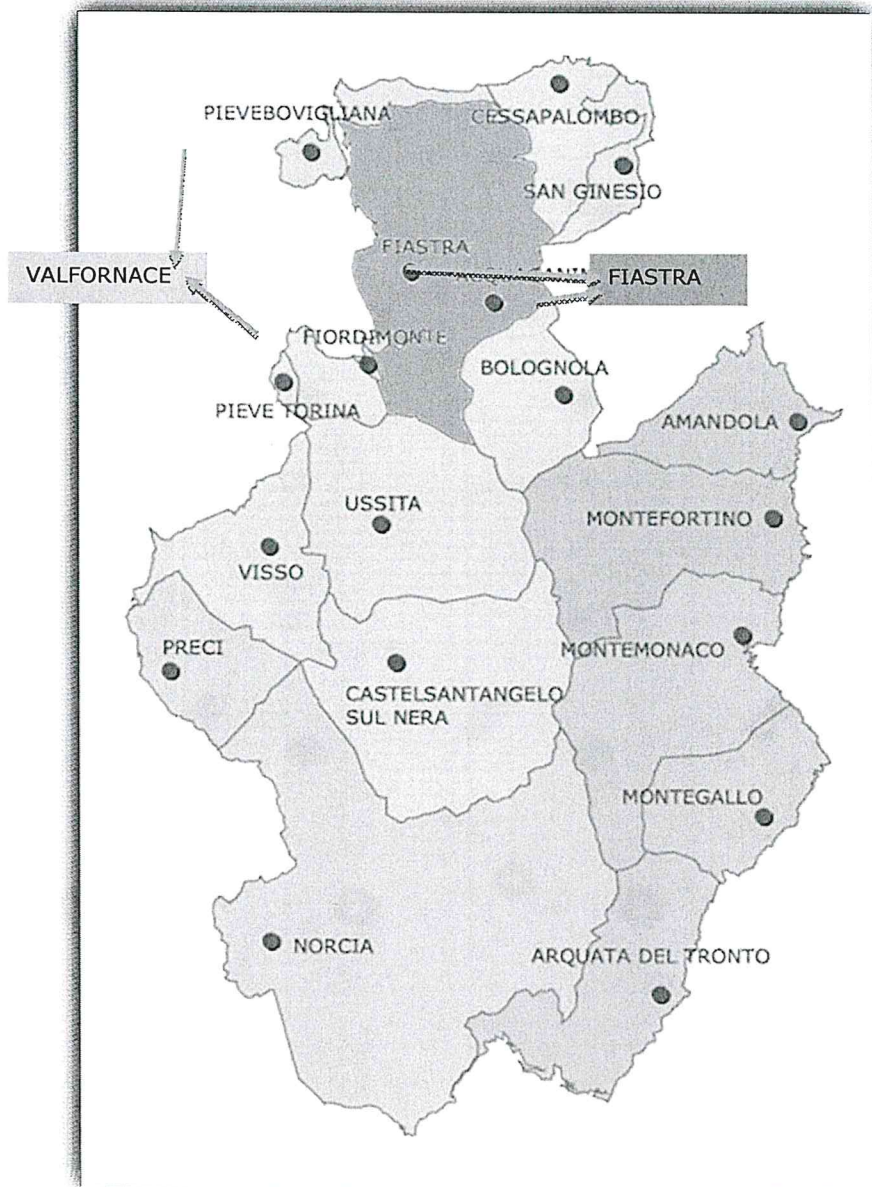 PIEVEBOVIGLIANA
CESSAPALOMBO
SAN GINESIO
FIASTRA
VALFORNACE
FIASTRA
FIORDIMONTE
BOLOGNOLA
PIEVE TORINA
AMANDOLA
USSITA
MONTEFORTINO
VISSO
PRECI
MONTEMONACO
CASTELSANTANGELO
SUL NERA
MONTEGALLO
NORCIA
ARQUATA DEL TRONTO